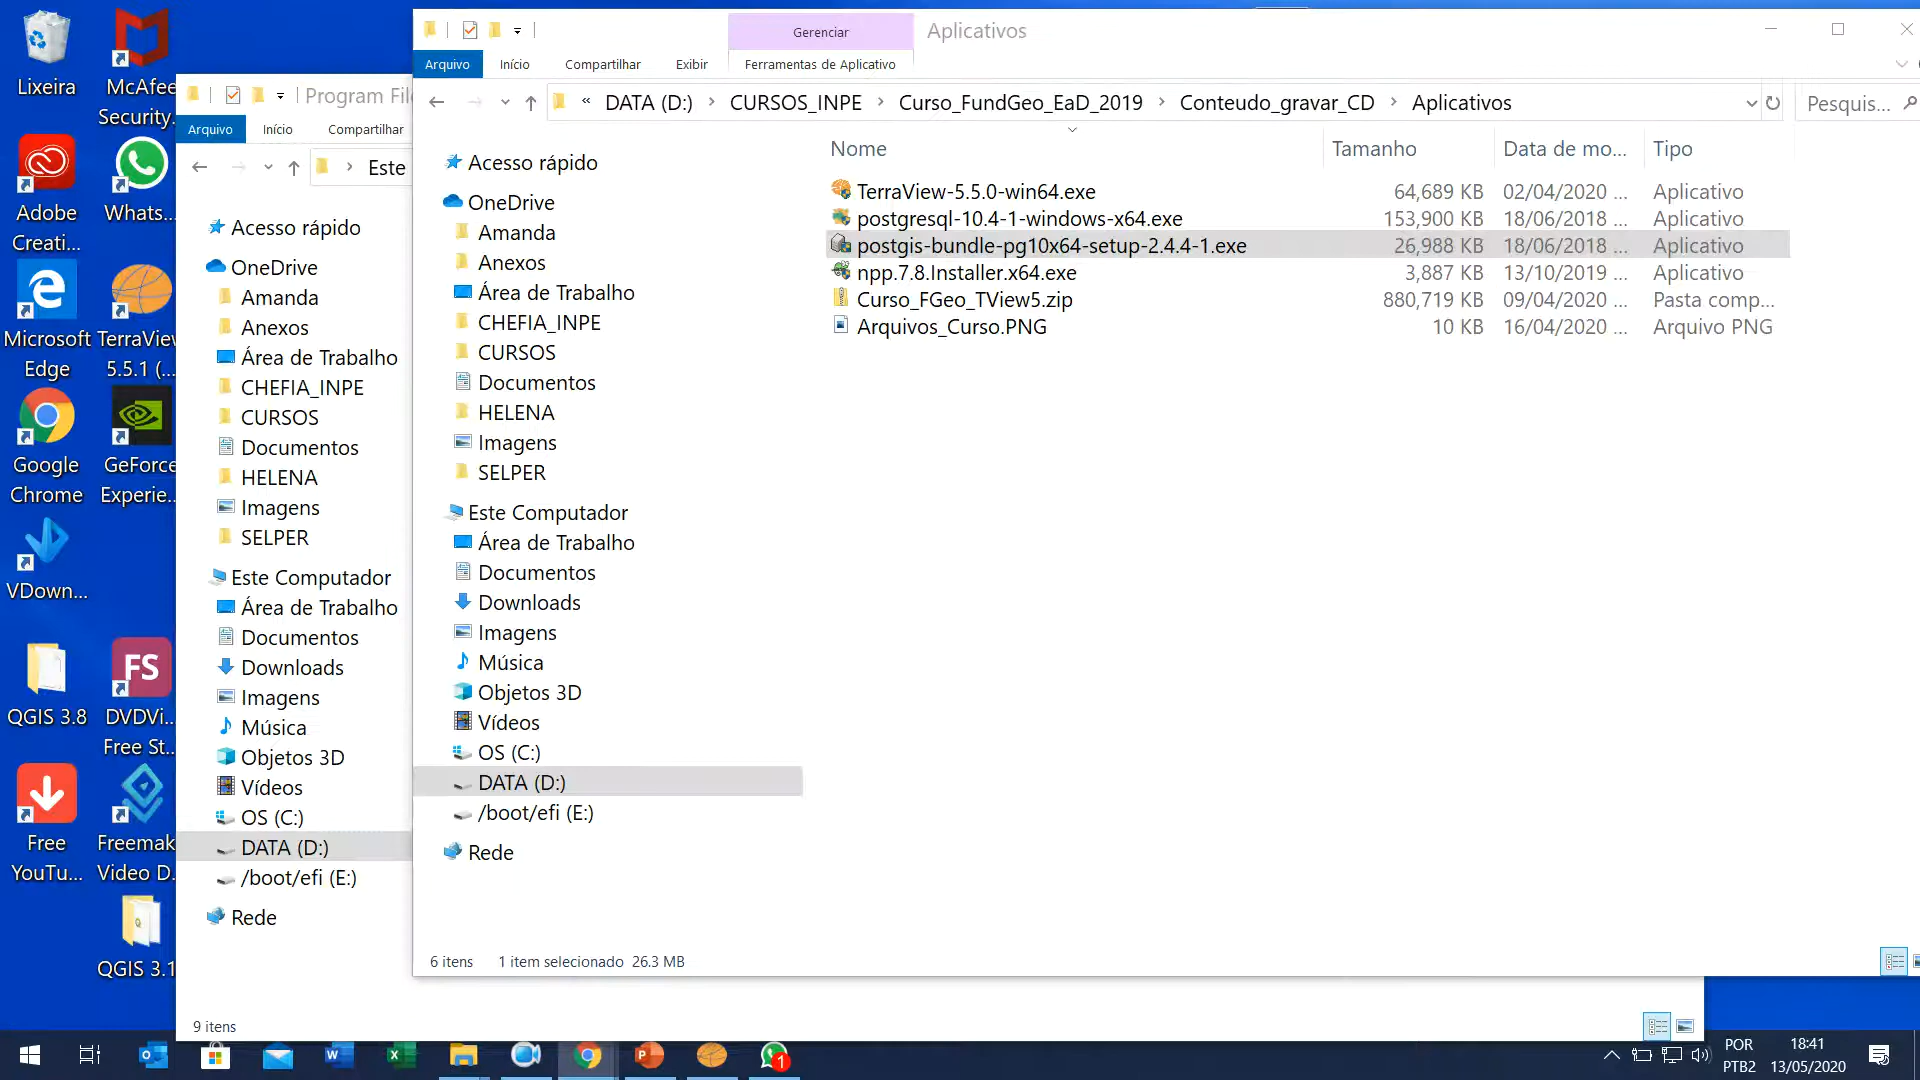 Lixeira
McAfee
Security...
Adobe
Creati...
Whats...
Microsoft
Edge
TerraView
5.5.1 (...
Google
Chrome
GeForce
Experie...
VDown...
QGIS 3.8
DVDVi...
Free St...
Free
YouTu...
Freemak
Video D...
QGIS 3.1
Program File
Arquivo
Início
Compartilhar
Este
Acesso rápido
OneDrive
Amanda
Anexos
Área de Trabalho
CHEFIA_INPE
CURSOS
Documentos
HELENA
Imagens
SELPER
Este Computador
Área de Trabalho
Documentos
Downloads
Imagens
Música
Objetos 3D
Vídeos
OS (C:)
DATA (D:)
/boot/efi (E:)
Rede
9 itens
Gerenciar
Aplicativos
Arquivo
Início
Compartilhar
Exibir
Ferramentas de Aplicativo
« DATA (D:) > CURSOS_INPE > Curso_FundGeo_EaD_2019 > Conteudo_gravar_CD > Aplicativos
Pesquis...
Acesso rápido
OneDrive
Amanda
Anexos
Área de Trabalho
CHEFIA_INPE
CURSOS
Documentos
HELENA
Imagens
SELPER
Este Computador
Área de Trabalho
Documentos
Downloads
Imagens
Música
Objetos 3D
Vídeos
OS (C:)
DATA (D:)
/boot/efi (E:)
Rede
Nome Tamanho Data de mo... Tipo
TerraView-5.5.0-win64.exe 64,689 KB 02/04/2020 ... Aplicativo
postgresql-10.4-1-windows-x64.exe 153,900 KB 18/06/2018 ... Aplicativo
postgis-bundle-pg10x64-setup-2.4.4-1.exe 26,988 KB 18/06/2018 ... Aplicativo
npp.7.8.Installer.x64.exe 3,887 KB 13/10/2019 ... Aplicativo
Curso_FGeo_TView5.zip 880,719 KB 09/04/2020 ... Pasta comp...
Arquivos_Curso.PNG 10 KB 16/04/2020 ... Arquivo PNG
6 itens 1 item selecionado 26.3 MB
1
POR
PTB2
18:41
13/05/2020